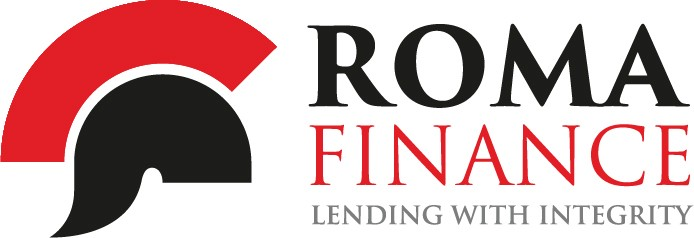 ROMA
FINANCE
LENDING WITH INTEGRITY